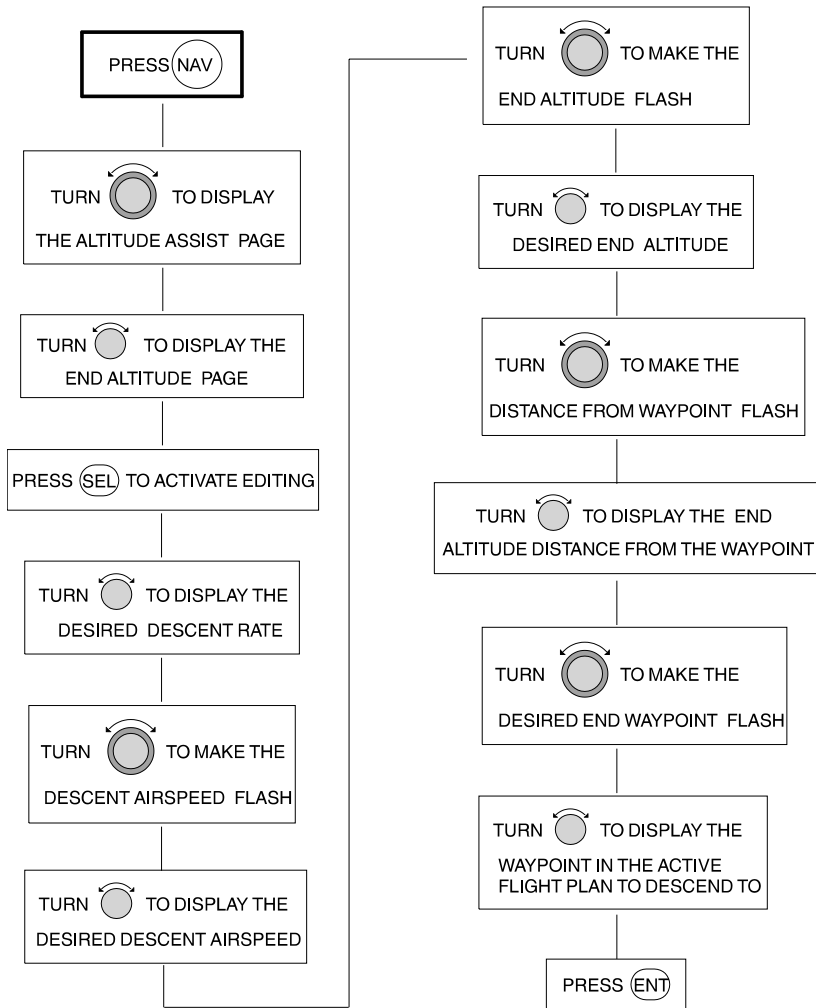 PRESS NAV
TURN TO DISPLAY
THE ALTITUDE ASSIST PAGE
TURN TO DISPLAY THE
END ALTITUDE PAGE
PRESS SEL TO ACTIVATE EDITING
TURN TO DISPLAY THE
DESIRED DESCENT RATE
TURN TO MAKE THE
DESCENT AIRSPEED FLASH
TURN TO DISPLAY THE
DESIRED DESCENT AIRSPEED
TURN TO MAKE THE
END ALTITUDE FLASH
TURN TO DISPLAY THE
DESIRED END ALTITUDE
TURN TO MAKE THE
DISTANCE FROM WAYPOINT FLASH
TURN TO DISPLAY THE END
ALTITUDE DISTANCE FROM THE WAYPOINT
TURN TO MAKE THE
DESIRED END WAYPOINT FLASH
TURN TO DISPLAY THE
WAYPOINT IN THE ACTIVE
FLIGHT PLAN TO DESCEND TO
PRESS ENT